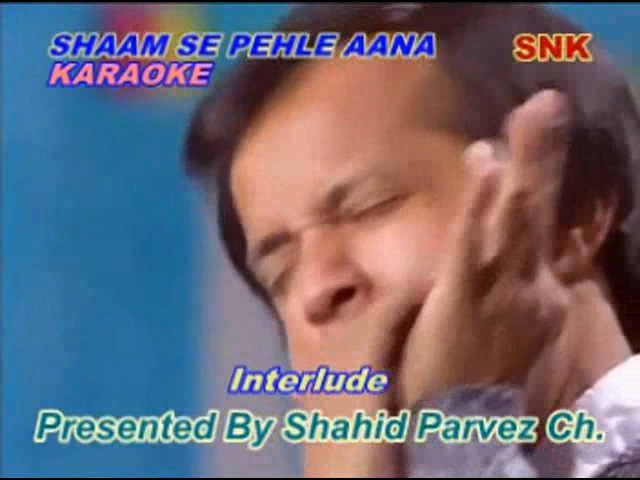 SHAAM SE PEHLE AANA
SNK
KARAOKE
Interlude
Presented By Shahid Parvez Ch.